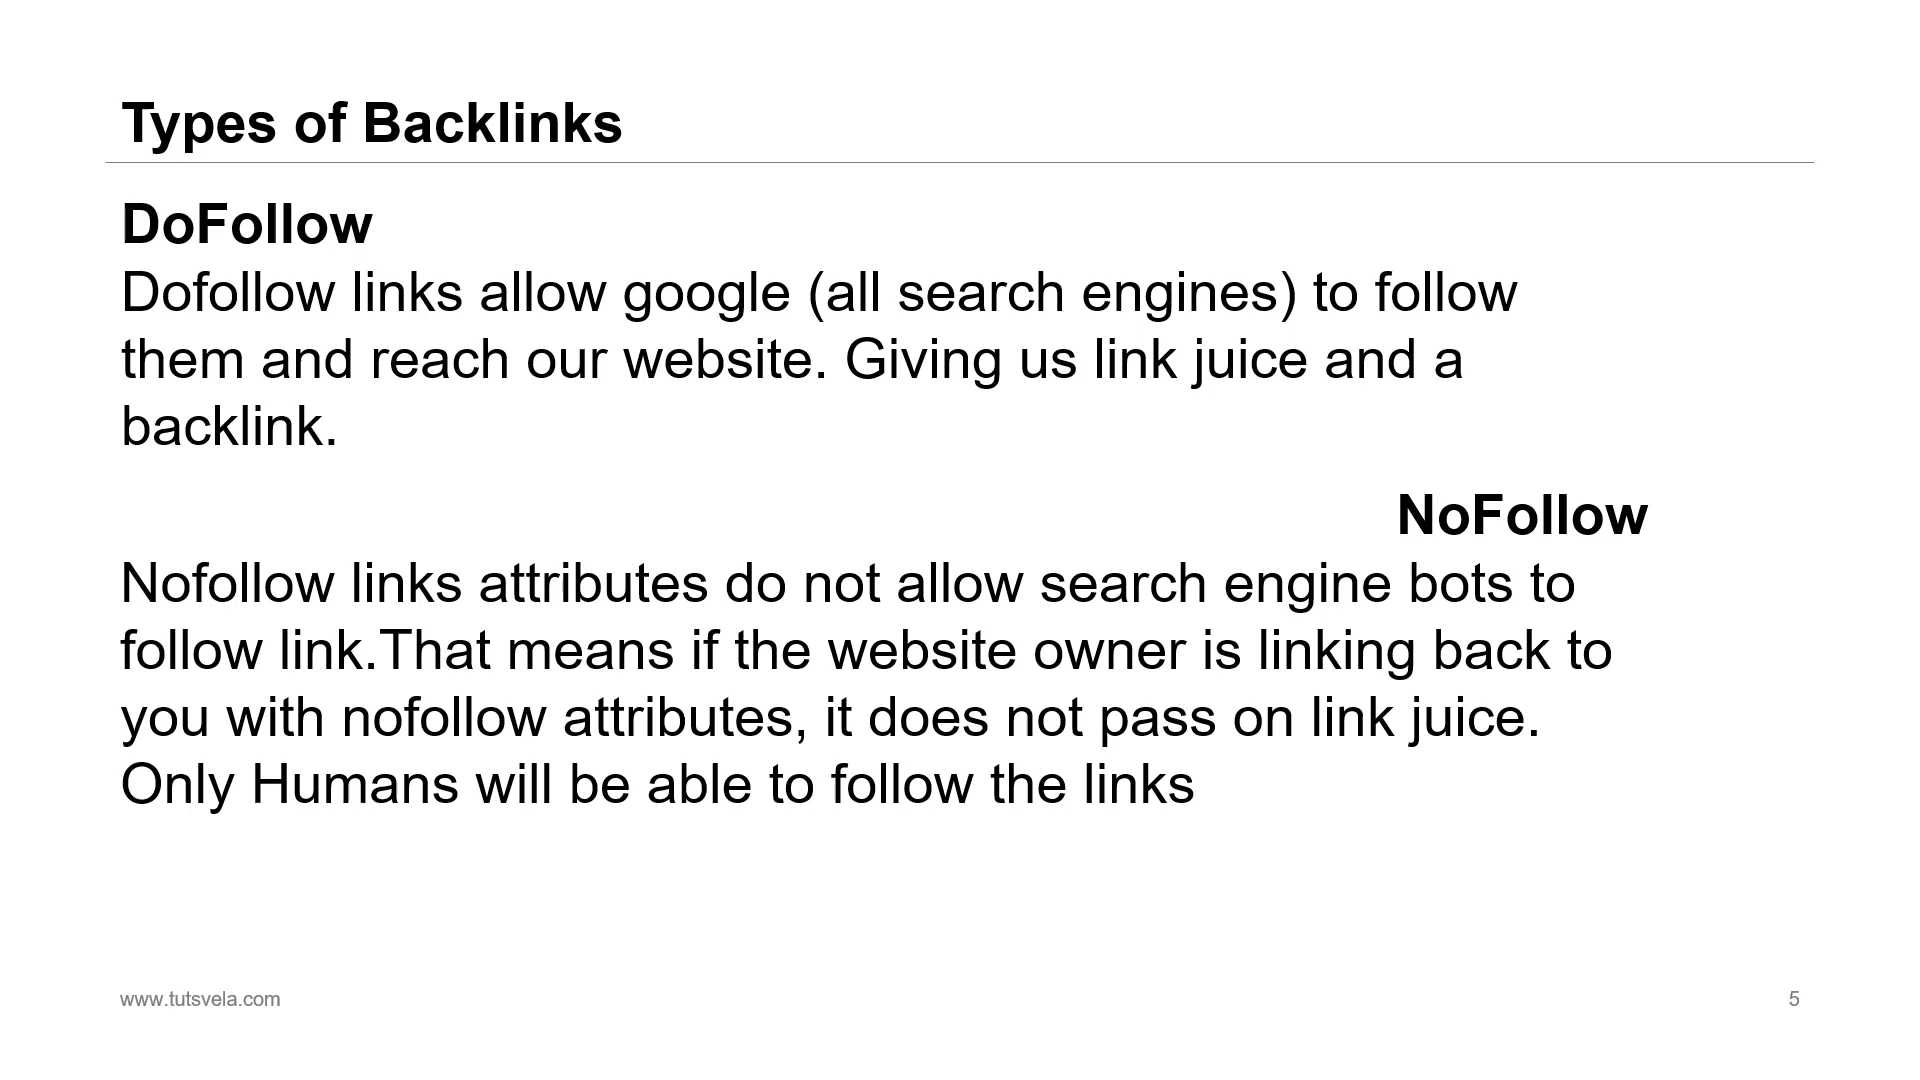 Types of Backlinks
DoFollow
Dofollow links allow google (all search engines) to follow
them and reach our website. Giving us link juice and a
backlink.
NoFollow
Nofollow links attributes do not allow search engine bots to
follow link.That means if the website owner is linking back to
you with nofollow attributes, it does not pass on link juice.
Only Humans will be able to follow the links
www.tutsvela.com
5